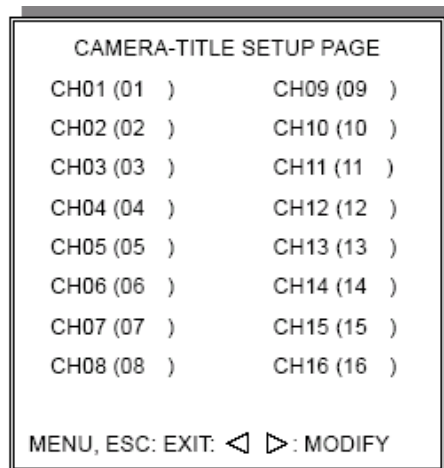 CAMERA-TITLE SETUP PAGE
CH01 (01 ) CH09 (09 )
CH02 (02 ) CH10 (10 )
CH03 (03 ) CH11 (11 )
CH04 (04 ) CH12 (12 )
CH05 (05 ) CH13 (13 )
CH06 (06 ) CH14 (14 )
CH07 (07 ) CH15 (15 )
CH08 (08 ) CH16 (16 )
MENU, ESC: EXIT: ◁ ▷ : MODIFY